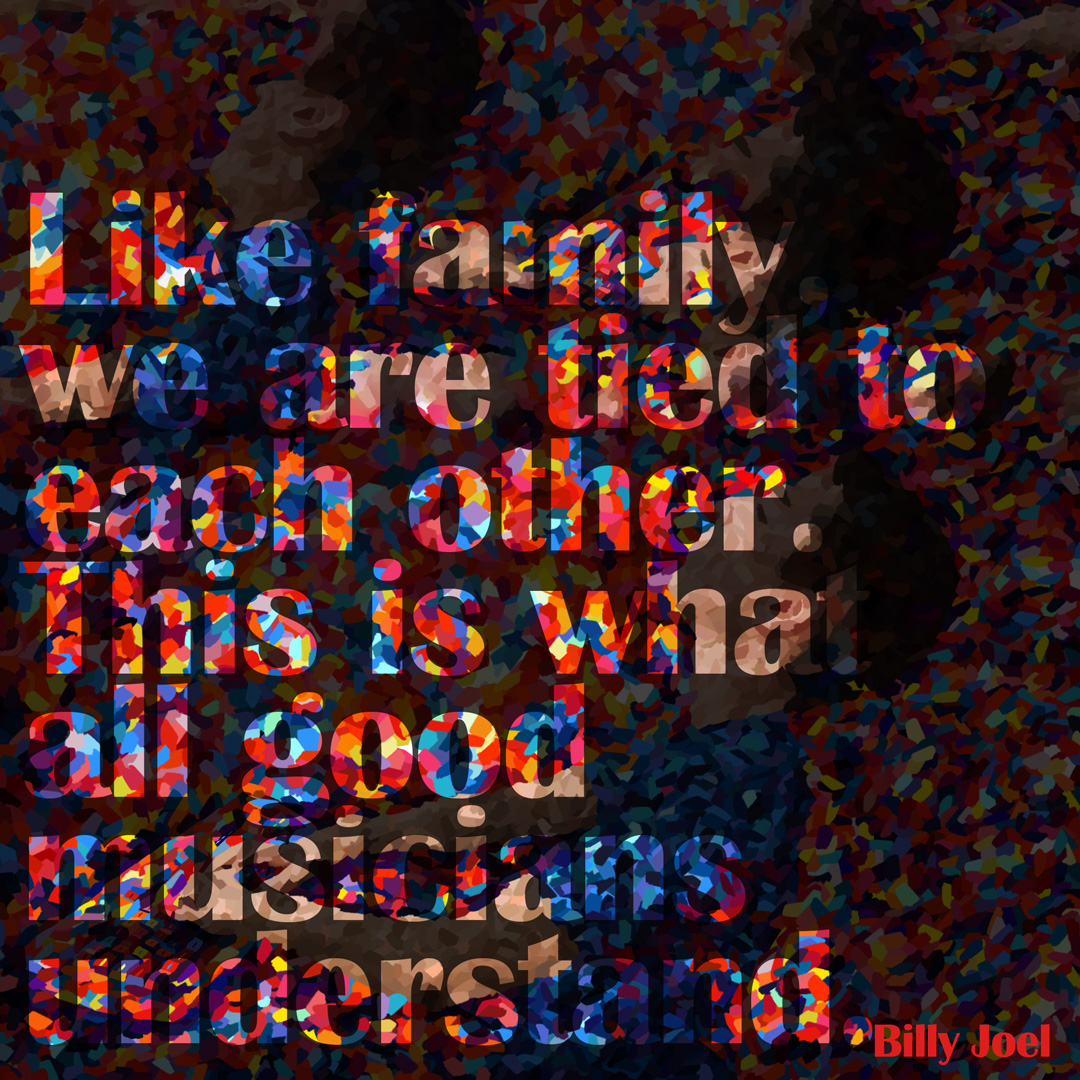 Like family,
we are tied to
each other.
This is what
all good
musicians
understand.
Billy Joel